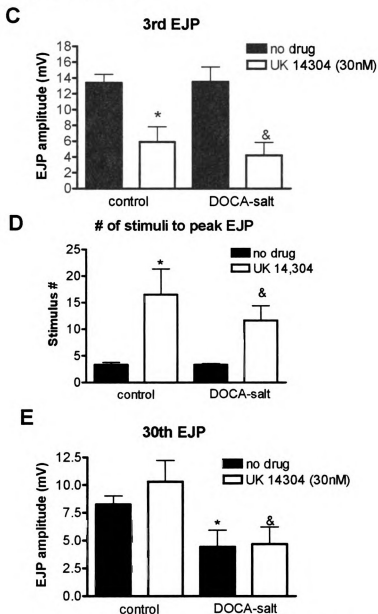 C
3rd EJP
no drug
UK 14304 (30nM)
EJP amplitude (mV)
18
16
14
12
10
8
6
4
2
0
*
&
control
DOCA-salt
D
# of stimuli to peak EJP
no drug
UK 14,304
Stimulus #
25
20
15
10
5
0
*
&
control
DOCA-salt
E
30th EJP
no drug
UK 14304 (30nM)
EJP amplitude (mV)
12.5
10.0
7.5
5.0
2.5
0.0
*
&
control
DOCA-salt